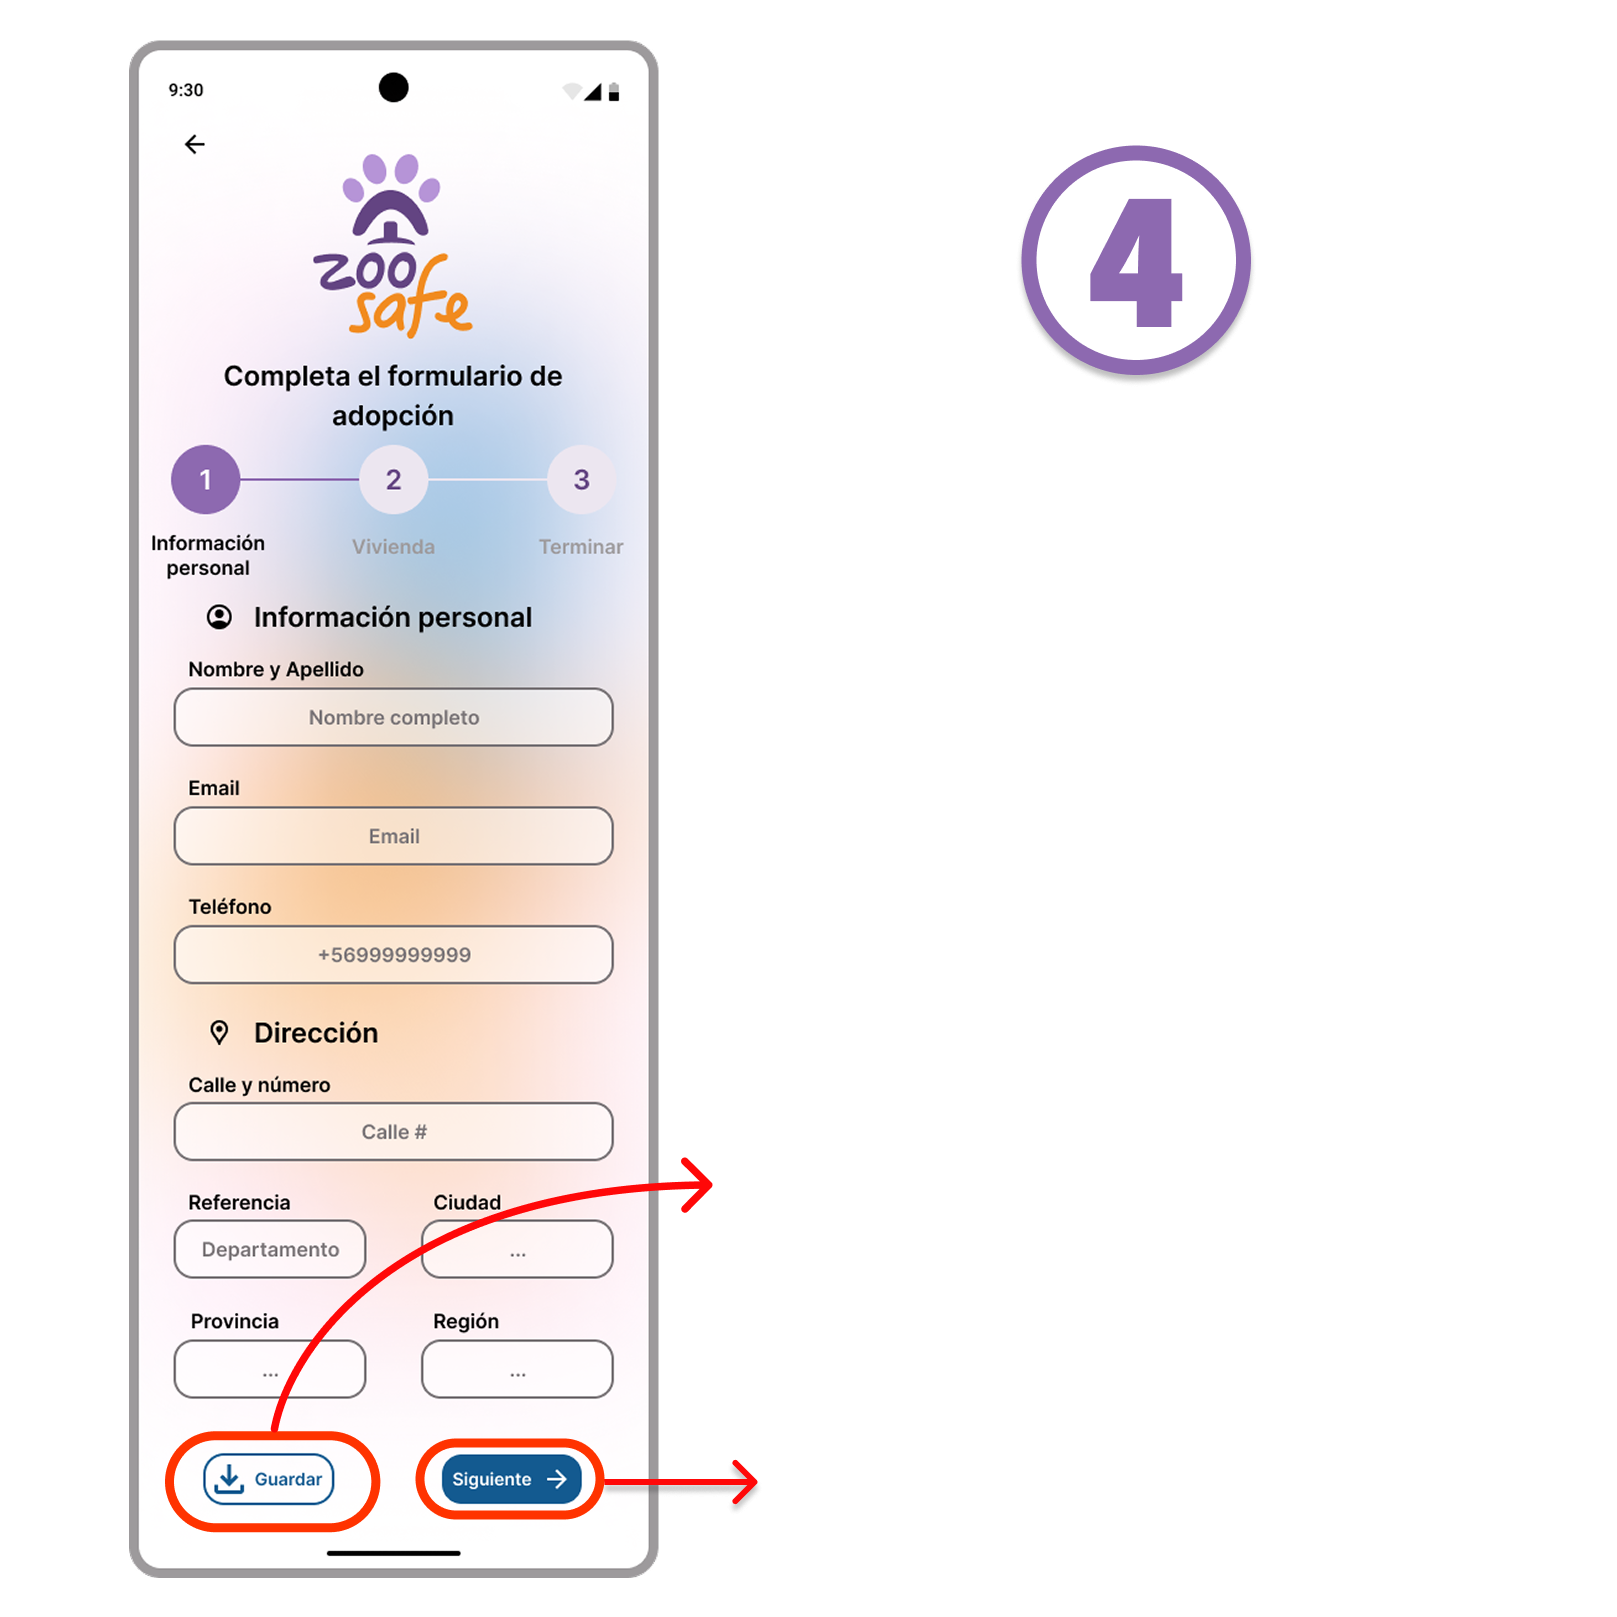 9:30
zoo
safe
4
Completa el formulario de
adopción
1 2 3
Información
personal
Vivienda
Terminar
Información personal
Nombre y Apellido
Nombre completo
Email
Email
Teléfono
+56999999999
Dirección
Calle y número
Calle #
Referencia Ciudad
Departamento ...
Provincia Región
... ...
Guardar Siguiente